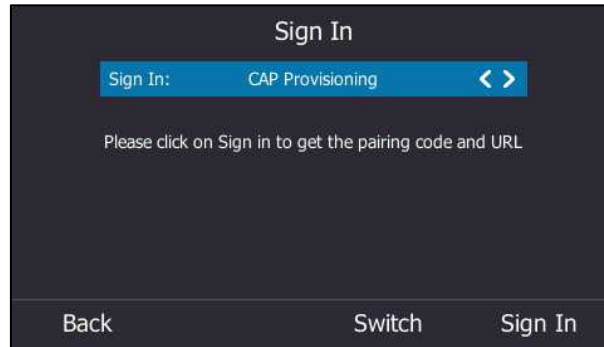 Sign In
Sign In: CAP Provisioning < >
Please click on Sign in to get the pairing code and URL
Back Switch Sign In